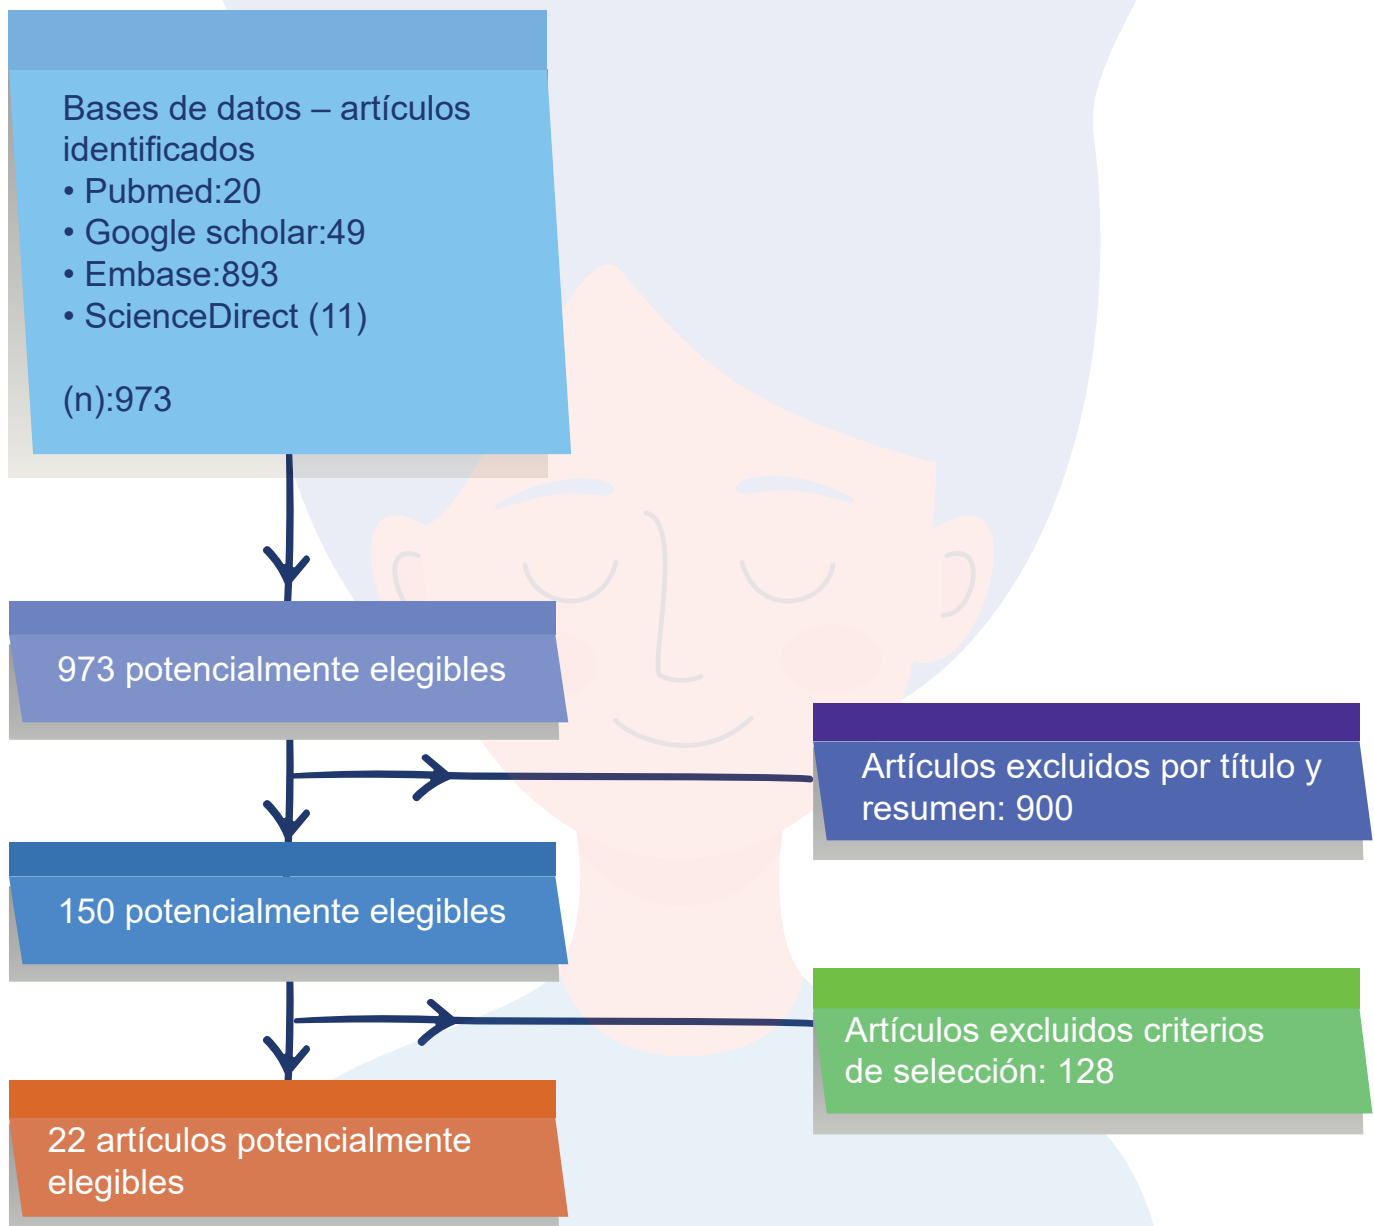 Bases de datos – artículos
identificados
• Pubmed:20
• Google scholar:49
• Embase:893
• ScienceDirect (11)
(n):973
973 potencialmente elegibles
Artículos excluidos por título y
resumen: 900
150 potencialmente elegibles
Artículos excluidos criterios
de selección: 128
22 artículos potencialmente
elegibles